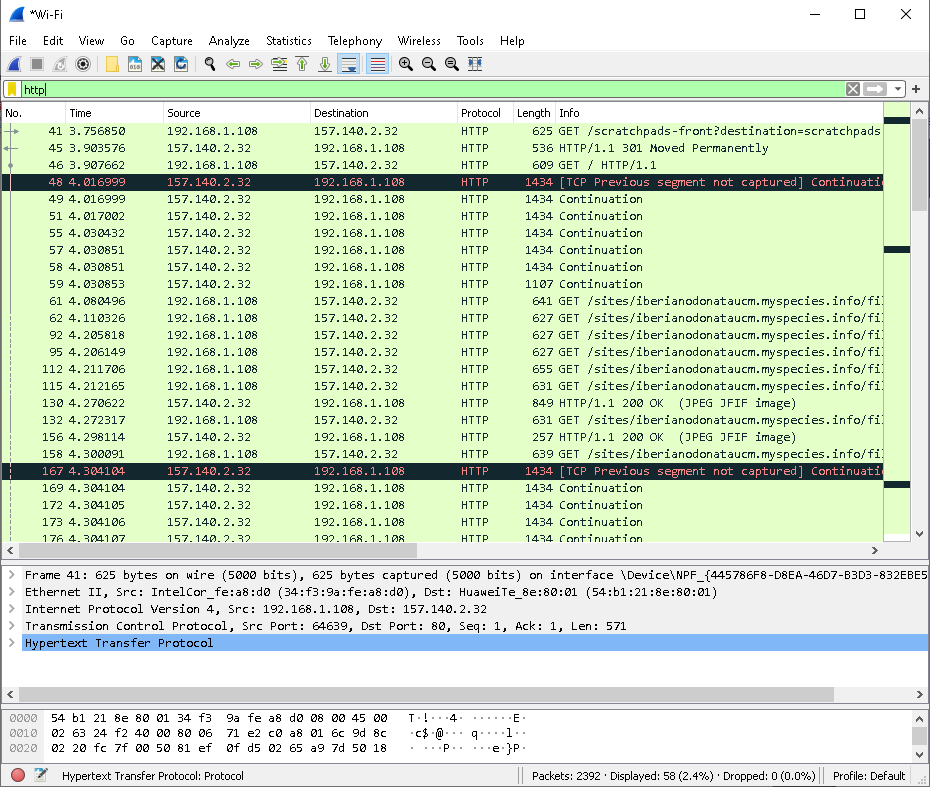 *Wi-Fi
File Edit View Go Capture Analyze Statistics Telephony Wireless Tools Help
http
No. Time Source Destination Protocol Length Info
41 3.756850 192.168.1.108 157.140.2.32 HTTP 625 GET /scratchpads-front?destination=scratchpads
45 3.903576 157.140.2.32 192.168.1.108 HTTP 536 HTTP/1.1 301 Moved Permanently
46 3.907662 192.168.1.108 157.140.2.32 HTTP 609 GET / HTTP/1.1
48 4.016999 157.140.2.32 192.168.1.108 HTTP 1434 [TCP Previous segment not captured] Continuati
49 4.016999 157.140.2.32 192.168.1.108 HTTP 1434 Continuation
51 4.017002 157.140.2.32 192.168.1.108 HTTP 1434 Continuation
55 4.030432 157.140.2.32 192.168.1.108 HTTP 1434 Continuation
57 4.030851 157.140.2.32 192.168.1.108 HTTP 1434 Continuation
58 4.030851 157.140.2.32 192.168.1.108 HTTP 1434 Continuation
59 4.030853 157.140.2.32 192.168.1.108 HTTP 1107 Continuation
61 4.080496 192.168.1.108 157.140.2.32 HTTP 641 GET /sites/iberianodonataucm.myspecies.info/fil
62 4.110326 192.168.1.108 157.140.2.32 HTTP 627 GET /sites/iberianodonataucm.myspecies.info/fil
92 4.205818 192.168.1.108 157.140.2.32 HTTP 627 GET /sites/iberianodonataucm.myspecies.info/fil
95 4.206149 192.168.1.108 157.140.2.32 HTTP 627 GET /sites/iberianodonataucm.myspecies.info/fil
112 4.211706 192.168.1.108 157.140.2.32 HTTP 655 GET /sites/iberianodonataucm.myspecies.info/fil
115 4.212165 192.168.1.108 157.140.2.32 HTTP 631 GET /sites/iberianodonataucm.myspecies.info/fil
130 4.270622 157.140.2.32 192.168.1.108 HTTP 849 HTTP/1.1 200 OK (JPEG JFIF image)
132 4.272317 192.168.1.108 157.140.2.32 HTTP 631 GET /sites/iberianodonataucm.myspecies.info/fil
156 4.298114 157.140.2.32 192.168.1.108 HTTP 257 HTTP/1.1 200 OK (JPEG JFIF image)
158 4.300091 192.168.1.108 157.140.2.32 HTTP 639 GET /sites/iberianodonataucm.myspecies.info/fil
167 4.304104 157.140.2.32 192.168.1.108 HTTP 1434 [TCP Previous segment not captured] Continuati
169 4.304104 157.140.2.32 192.168.1.108 HTTP 1434 Continuation
172 4.304105 157.140.2.32 192.168.1.108 HTTP 1434 Continuation
173 4.304106 157.140.2.32 192.168.1.108 HTTP 1434 Continuation
176 4.304107 157.140.2.32 192.168.1.108 HTTP 1434 Continuation
Frame 41: 625 bytes on wire (5000 bits), 625 bytes captured (5000 bits) on interface \Device\NPF_{445786F8-D8EA-46D7-B3D3-832EBE5
Ethernet II, Src: IntelCor_fe:a8:d0 (34:f3:9a:fe:a8:d0), Dst: HuaweiTe_8e:80:01 (54:b1:21:8e:80:01)
Internet Protocol Version 4, Src: 192.168.1.108, Dst: 157.140.2.32
Transmission Control Protocol, Src Port: 64639, Dst Port: 80, Seq: 1, Ack: 1, Len: 571
Hypertext Transfer Protocol
0000 54 b1 21 8e 80 01 34 f3 9a fe a8 d0 08 00 45 00 T·!···4· ······E·
0010 02 63 24 f2 40 00 80 06 71 e2 c0 a8 01 6c 9d 8c ·c$·@··· q····l··
0020 02 20 fc 7f 00 50 81 ef 0f d5 02 65 a9 7d 50 18 · ···P·· ···e·}P·
Hypertext Transfer Protocol: Protocol Packets: 2392 · Displayed: 58 (2.4%) · Dropped: 0 (0.0%) Profile: Default